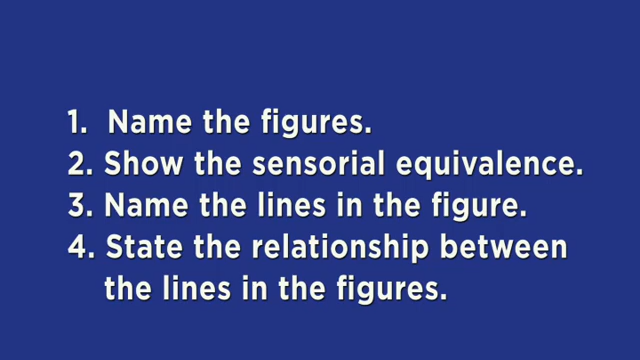 1. Name the figures.
2. Show the sensorial equivalence.
3. Name the lines in the figure.
4. State the relationship between
the lines in the figures.